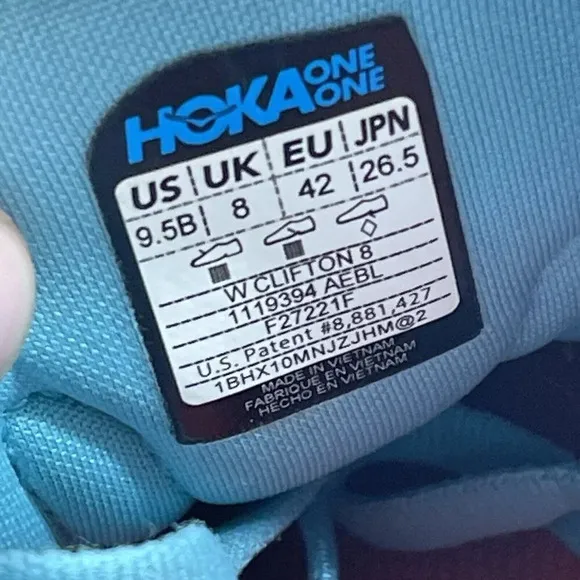 HOKA ONE ONE
US | UK | EU | JPN
9.5B | 8 | 42 | 26.5
W CLIFTON 8
1119394 AEBL
F27221F
U.S. Patent #8,881,427
1BHX10MNJZJHM@2
MADE IN VIETNAM
FABRIQUE EN VIETNAM
HECHO EN VIETNAM